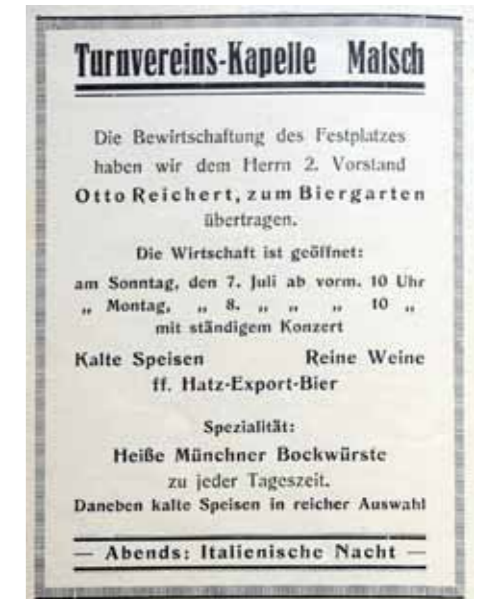 Turnvereins-Kapelle Malsch
Die Bewirtschaftung des Festplatzes
haben wir dem Herrn 2. Vorstand
Otto Reichert, zum Biergarten
übertragen.
Die Wirtschaft ist geöffnet:
am Sonntag, den 7. Juli ab vorm. 10 Uhr
„ Montag, „ 8. „ „ „ 10 „
mit ständigem Konzert
Kalte Speisen Reine Weine
ff. Hatz-Export-Bier
Spezialität:
Heiße Münchner Bockwürste
zu jeder Tageszeit.
Daneben kalte Speisen in reicher Auswahl
— Abends: Italienische Nacht —